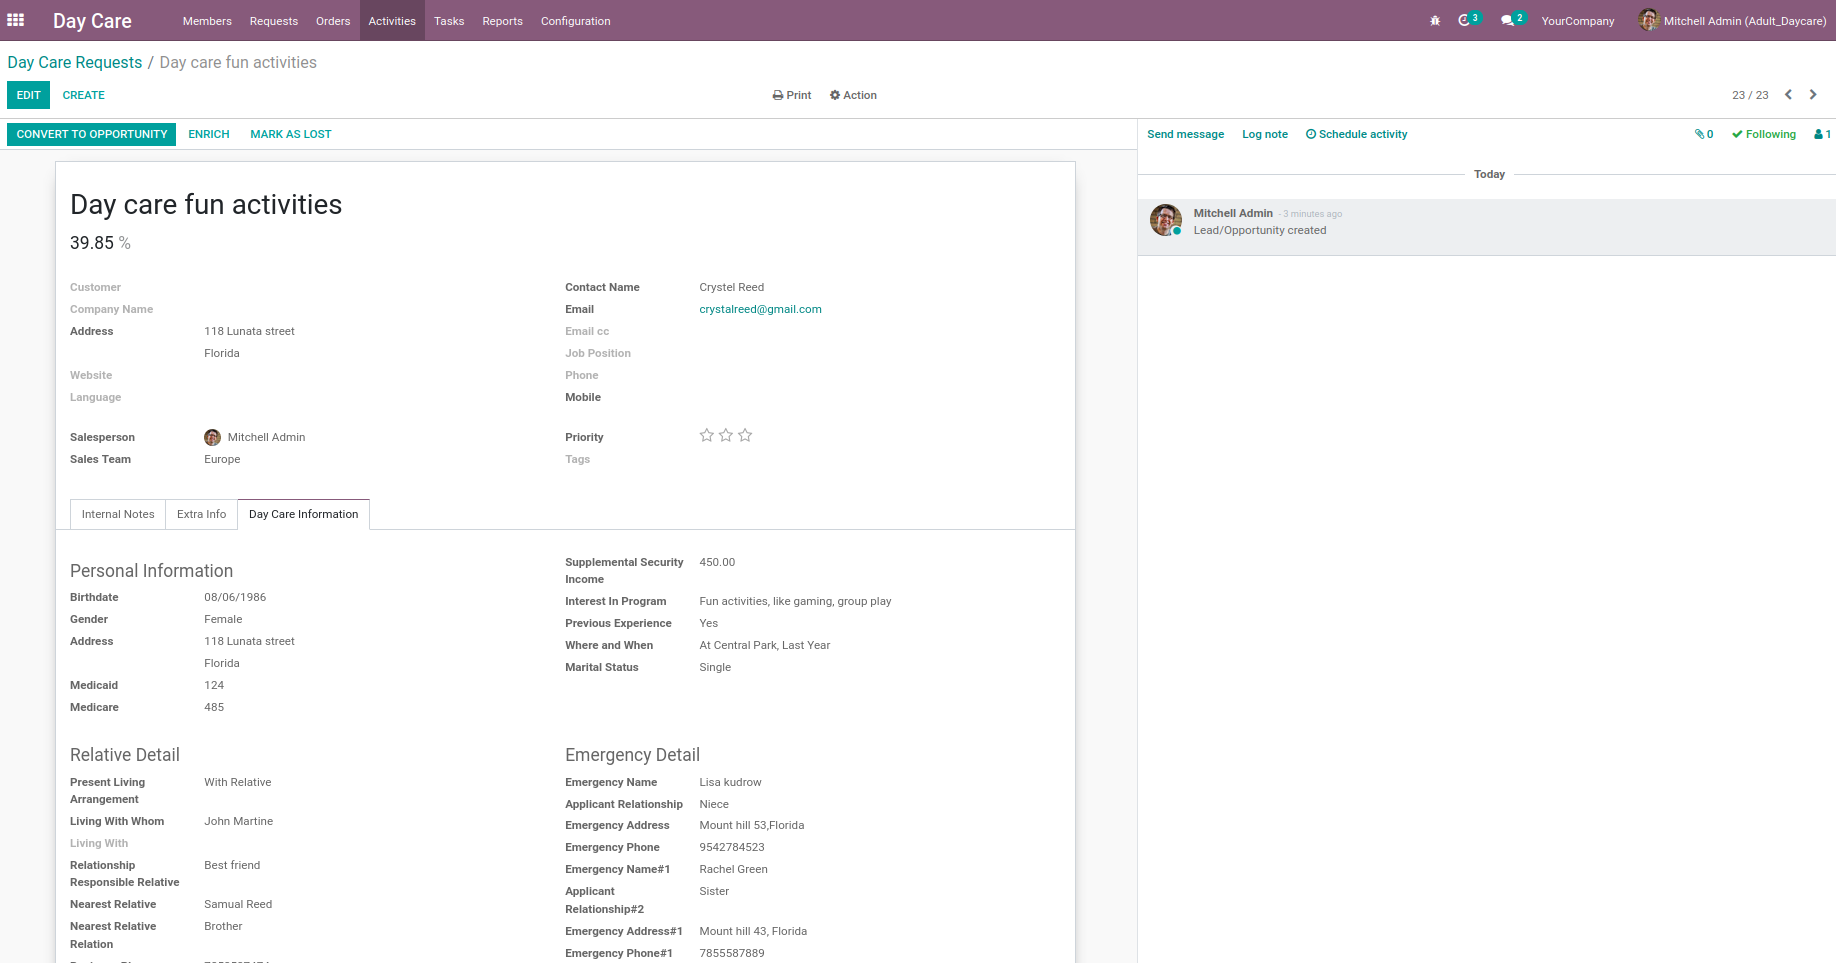 Day Care Members Requests Orders Activities Tasks Reports Configuration 3 2 YourCompany Mitchell Admin (Adult_Daycare)
Day Care Requests / Day care fun activities
EDIT CREATE Print Action 23 / 23
CONVERT TO OPPORTUNITY ENRICH MARK AS LOST
Send message Log note Schedule activity 0 Following 1
Today
Mitchell Admin - 3 minutes ago
Lead/Opportunity created
Day care fun activities
39.85 %
Customer
Company Name
Address 118 Lunata street
Florida
Website
Language
Contact Name Crystel Reed
Email crystalreed@gmail.com
Email cc
Job Position
Phone
Mobile
Salesperson Mitchell Admin
Sales Team Europe
Priority
Tags
Internal Notes Extra Info Day Care Information
Personal Information
Birthdate 08/06/1986
Gender Female
Address 118 Lunata street
Florida
Medicaid 124
Medicare 485
Supplemental Security 450.00
Income
Interest In Program Fun activities, like gaming, group play
Previous Experience Yes
Where and When At Central Park, Last Year
Marital Status Single
Relative Detail
Present Living With Relative
Arrangement
Living With Whom John Martine
Living With
Relationship Best friend
Responsible Relative
Nearest Relative Samual Reed
Nearest Relative Brother
Relation
Emergency Detail
Emergency Name Lisa kudrow
Applicant Relationship Niece
Emergency Address Mount hill 53,Florida
Emergency Phone 9542784523
Emergency Name#1 Rachel Green
Applicant Sister
Relationship#2
Emergency Address#1 Mount hill 43, Florida
Emergency Phone#1 7855587889